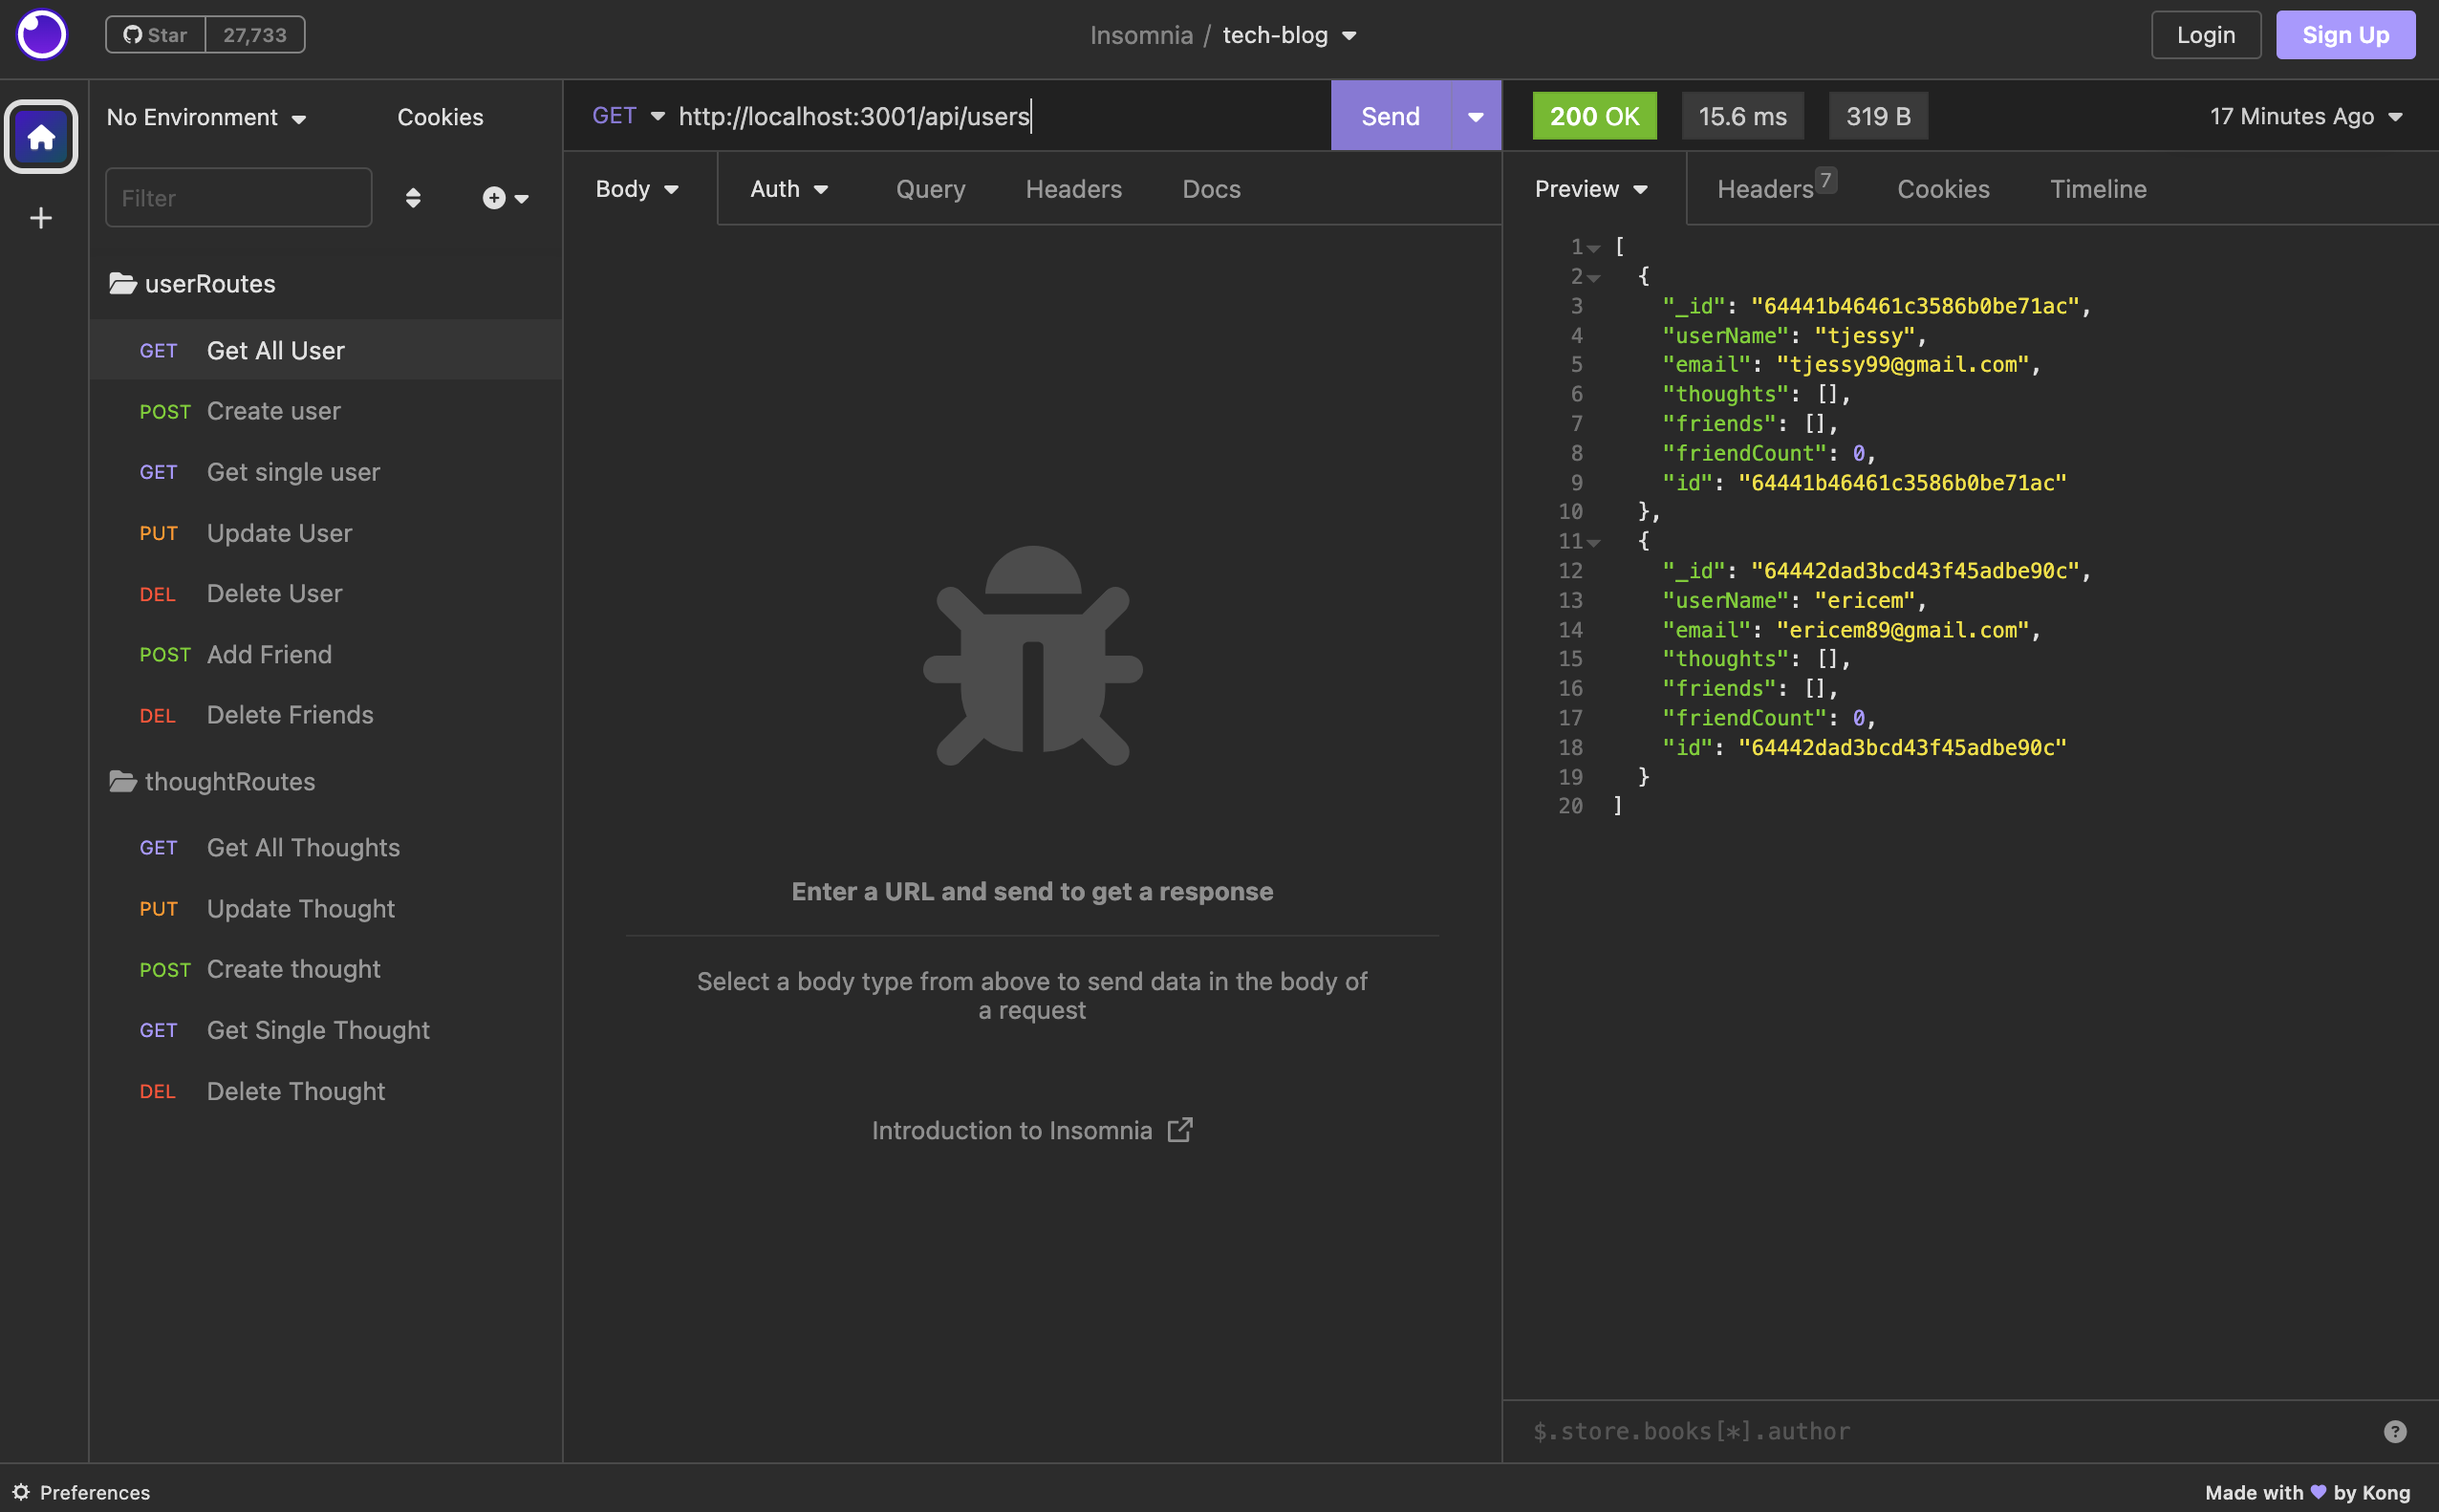 Star 27,733
Insomnia / tech-blog
Login Sign Up
No Environment Cookies
Filter
userRoutes
GET Get All User
POST Create user
GET Get single user
PUT Update User
DEL Delete User
POST Add Friend
DEL Delete Friends
thoughtRoutes
GET Get All Thoughts
PUT Update Thought
POST Create thought
GET Get Single Thought
DEL Delete Thought
GET http://localhost:3001/api/users Send
Body Auth Query Headers Docs
Enter a URL and send to get a response
Select a body type from above to send data in the body of
a request
Introduction to Insomnia
200 OK 15.6 ms 319 B 17 Minutes Ago
Preview Headers 7 Cookies Timeline
1 [
2 {
3 "_id": "64441b46461c3586b0be71ac",
4 "userName": "tjessy",
5 "email": "tjessy99@gmail.com",
6 "thoughts": [],
7 "friends": [],
8 "friendCount": 0,
9 "id": "64441b46461c3586b0be71ac"
10 },
11 {
12 "_id": "64442dad3bcd43f45adbe90c",
13 "userName": "ericem",
14 "email": "ericem89@gmail.com",
15 "thoughts": [],
16 "friends": [],
17 "friendCount": 0,
18 "id": "64442dad3bcd43f45adbe90c"
19 }
20 ]
$.store.books[*].author ?
Preferences
Made with 💜 by Kong